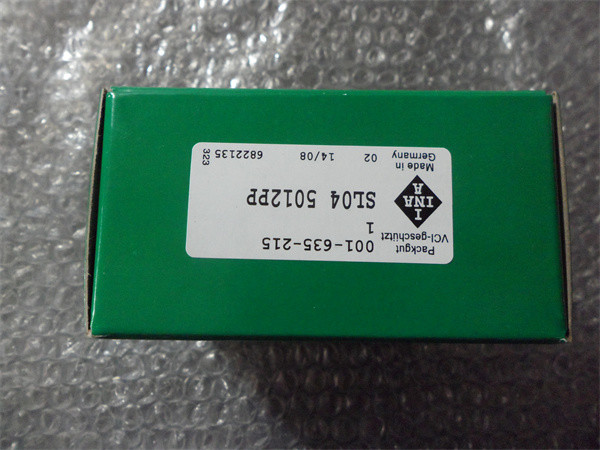 Packgut
VCI-geschützt
001-635-215
1
I
INA
A
SL04 5012PP
Made in
Germany
02
14/08
6822135
323